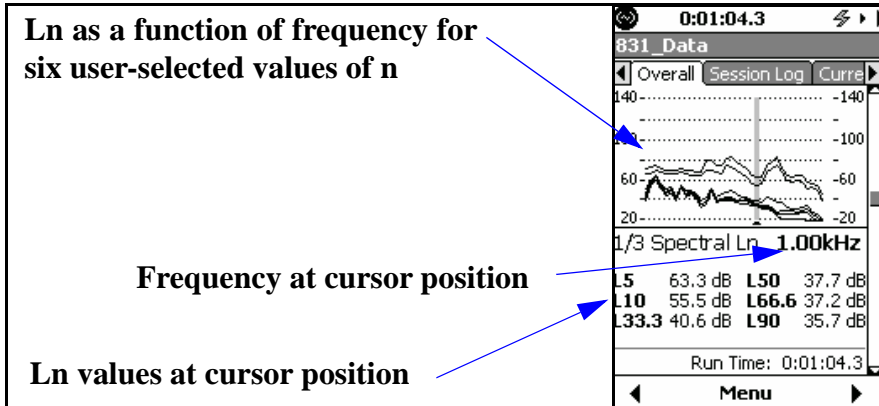 Ln as a function of frequency for
six user-selected values of n
Frequency at cursor position
Ln values at cursor position
0:01:04.3
831_Data
Overall Session Log Curre
140 -140
-100
60 -60
20 -20
1/3 Spectral Ln 1.00kHz
L5 63.3 dB L50 37.7 dB
L10 55.5 dB L66.6 37.2 dB
L33.3 40.6 dB L90 35.7 dB
Run Time: 0:01:04.3
Menu